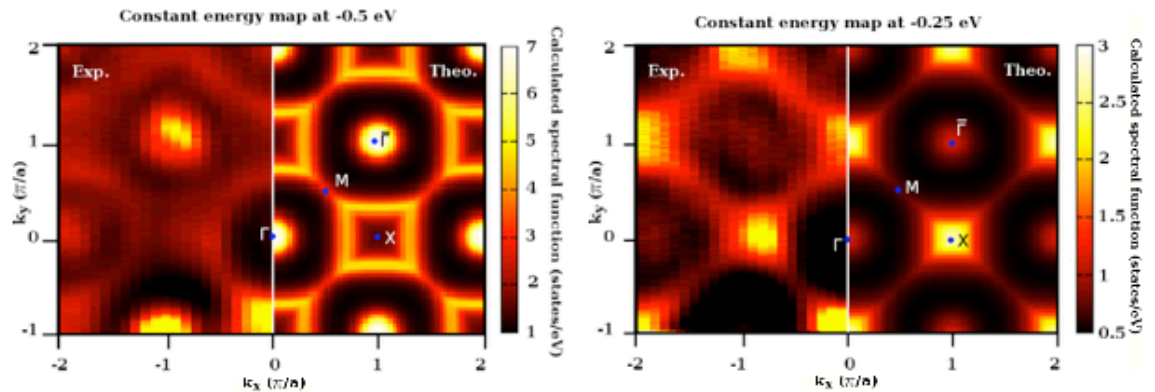 Constant energy map at -0.5 eV
Exp.
Theo.
Γ̄
M
Γ
X
2
1
0
-1
-2
-1
0
1
2
ky (π/a)
kx (π/a)
7
6
5
4
3
2
1
Calculated spectral function (states/eV)
Constant energy map at -0.25 eV
Exp.
Theo.
Γ̄
M
Γ
X
2
1
0
-1
-2
-1
0
1
2
ky (π/a)
kx (π/a)
3
2.5
2
1.5
1
0.5
Calculated spectral function (states/eV)